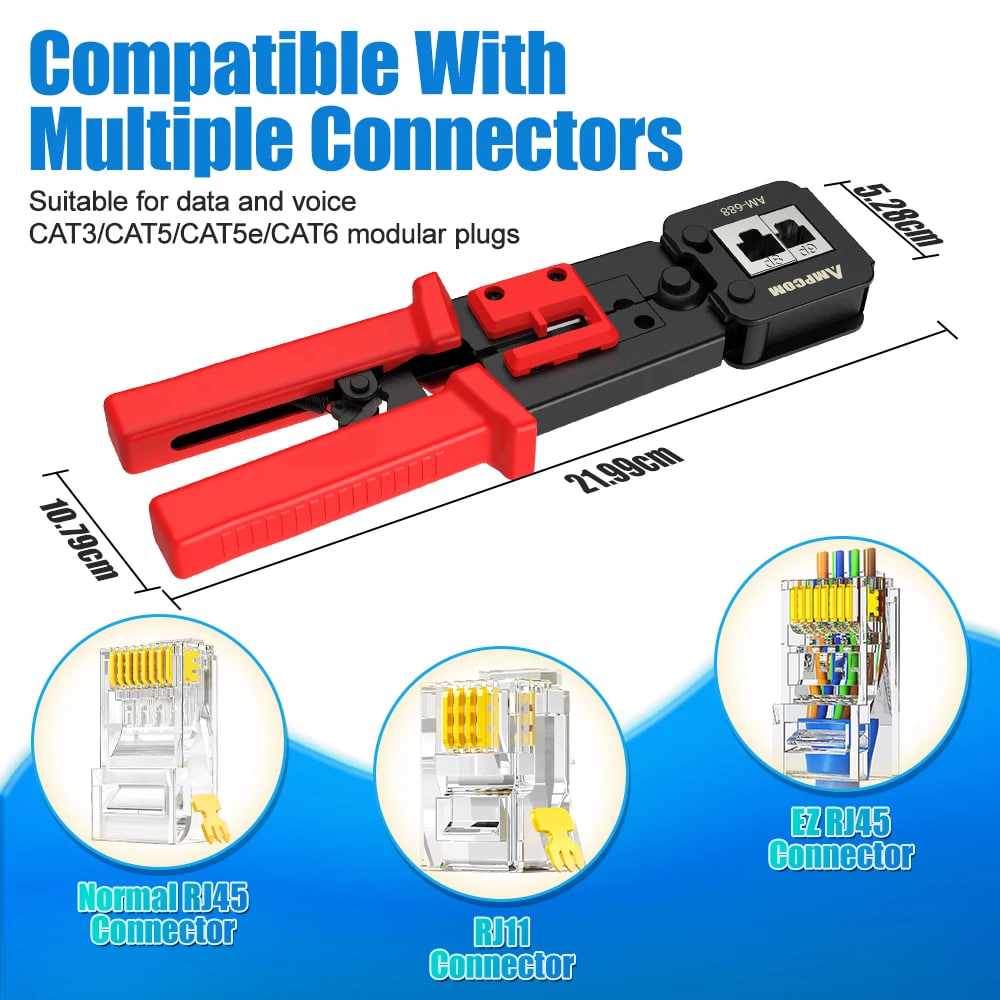 Compatible With
Multiple Connectors
Suitable for data and voice
CAT3/CAT5/CAT5e/CAT6 modular plugs
5.28cm
AM-688
8P
6P
AMPCOM
21.99cm
10.79cm
Normal RJ45
Connector
RJ11
Connector
EZ RJ45
Connector